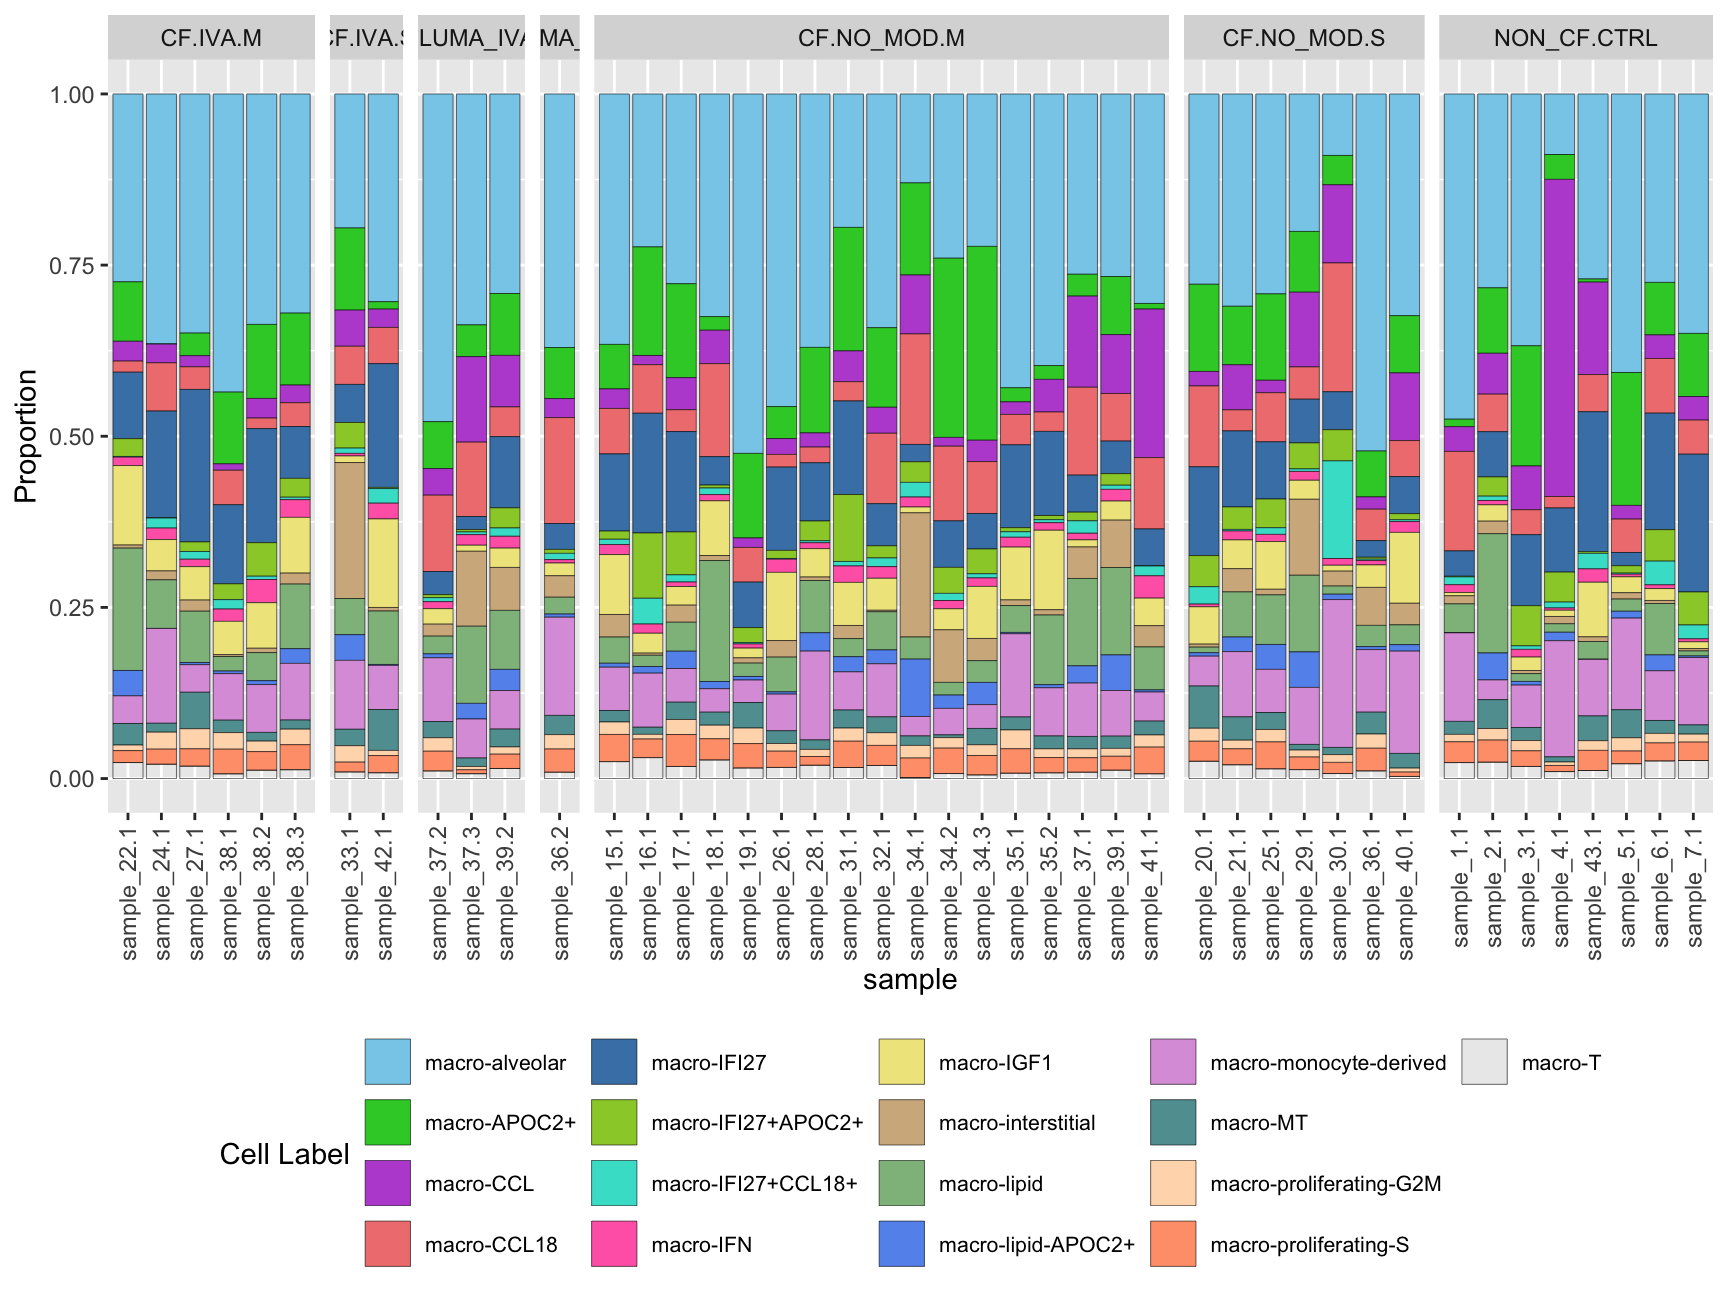 CF.IVA.M
CF.IVA.S
LUMA_IVA
MA_
CF.NO_MOD.M
CF.NO_MOD.S
NON_CF.CTRL
1.00
0.75
0.50
0.25
0.00
Proportion
sample_22.1
sample_24.1
sample_27.1
sample_38.1
sample_38.2
sample_38.3
sample_33.1
sample_42.1
sample_37.2
sample_37.3
sample_39.2
sample_36.2
sample_15.1
sample_16.1
sample_17.1
sample_18.1
sample_19.1
sample_26.1
sample_28.1
sample_31.1
sample_32.1
sample_34.1
sample_34.2
sample_34.3
sample_35.1
sample_35.2
sample_37.1
sample_39.1
sample_41.1
sample_20.1
sample_21.1
sample_25.1
sample_29.1
sample_30.1
sample_36.1
sample_40.1
sample_1.1
sample_2.1
sample_3.1
sample_4.1
sample_43.1
sample_5.1
sample_6.1
sample_7.1
sample
Cell Label
macro-alveolar
macro-APOC2+
macro-CCL
macro-CCL18
macro-IFI27
macro-IFI27+APOC2+
macro-IFI27+CCL18+
macro-IFN
macro-IGF1
macro-interstitial
macro-lipid
macro-lipid-APOC2+
macro-monocyte-derived
macro-MT
macro-proliferating-G2M
macro-proliferating-S
macro-T